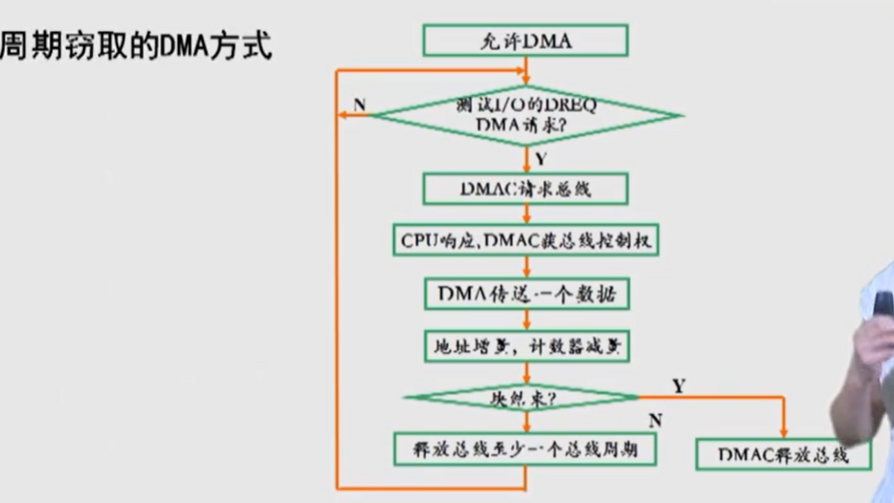 周期窃取的DMA方式
允许DMA
测试I/O的DREQ
DMA请求?
N
Y
DMAC请求总线
CPU响应,DMAC获总线控制权
DMA传送一个数据
地址增量，计数器减量
块结束?
Y
N
释放总线至少一个总线周期
DMAC释放总线